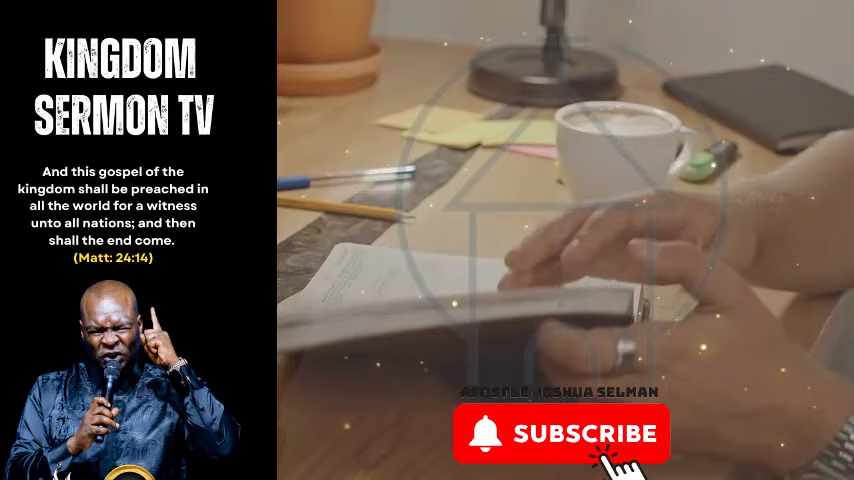 KINGDOM
SERMON TV
And this gospel of the
kingdom shall be preached in
all the world for a witness
unto all nations; and then
shall the end come.
(Matt: 24:14)
APOSTLE JOSHUA SELMAN
SUBSCRIBE